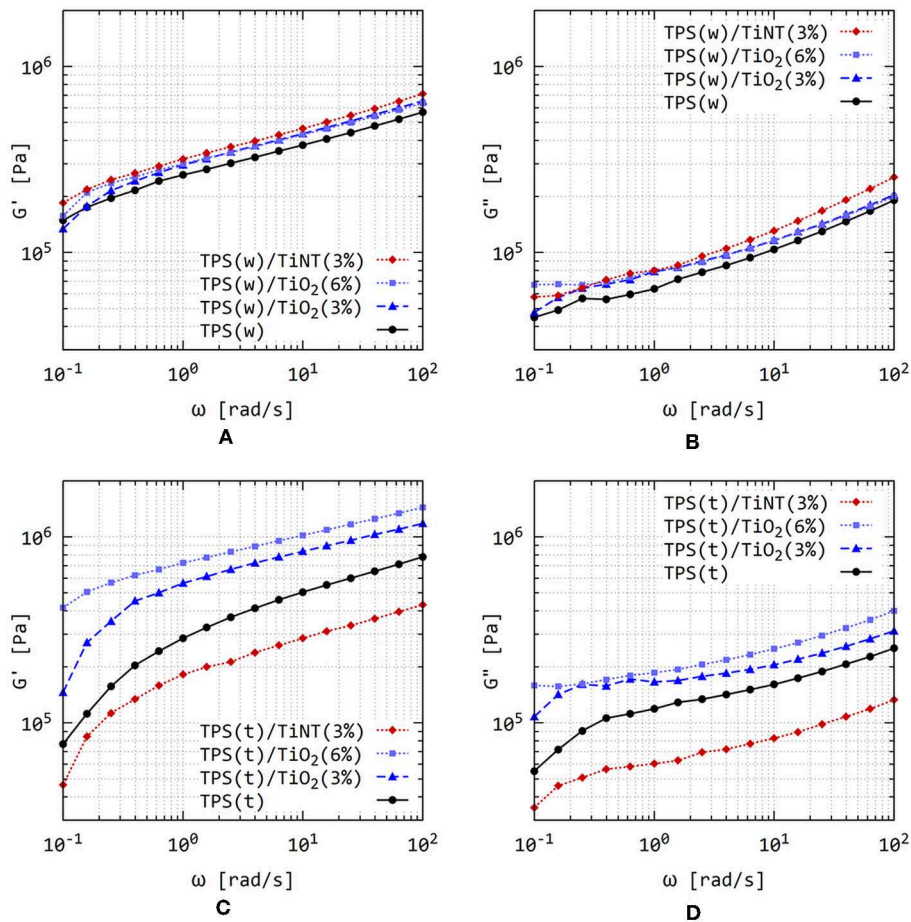 TPS(w)/TiNT(3%)
TPS(w)/TiO₂(6%)
TPS(w)/TiO₂(3%)
TPS(w)
G' [Pa]
10⁶
10⁵
10⁻¹ 10⁰ 10¹ 10²
ω [rad/s]
A
TPS(w)/TiNT(3%)
TPS(w)/TiO₂(6%)
TPS(w)/TiO₂(3%)
TPS(w)
G" [Pa]
10⁶
10⁵
10⁻¹ 10⁰ 10¹ 10²
ω [rad/s]
B
TPS(t)/TiNT(3%)
TPS(t)/TiO₂(6%)
TPS(t)/TiO₂(3%)
TPS(t)
G' [Pa]
10⁶
10⁵
10⁻¹ 10⁰ 10¹ 10²
ω [rad/s]
C
TPS(t)/TiNT(3%)
TPS(t)/TiO₂(6%)
TPS(t)/TiO₂(3%)
TPS(t)
G" [Pa]
10⁶
10⁵
10⁻¹ 10⁰ 10¹ 10²
ω [rad/s]
D